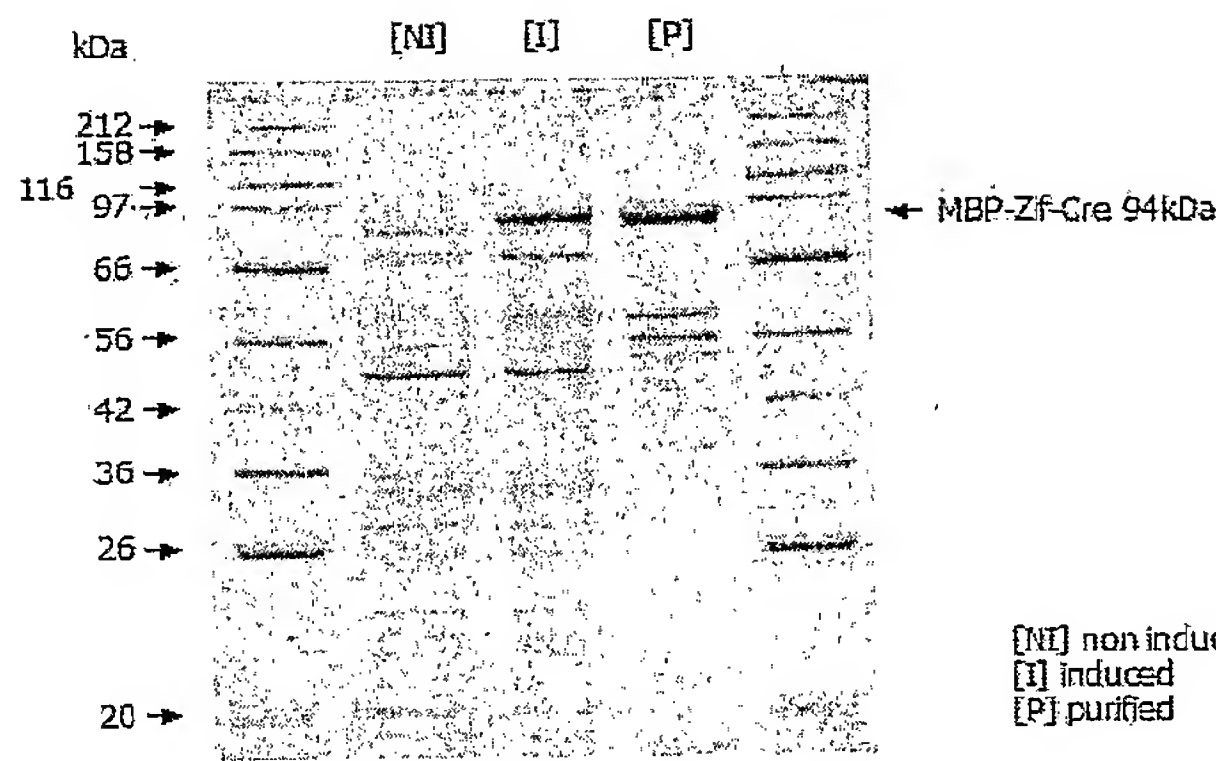 kDa [NI] [I] [P]
212
158
116
97
MBP-Zif-Cre 94kDa
66
56
42
36
26
20
[NI] non indu
[I] induced
[P] purified